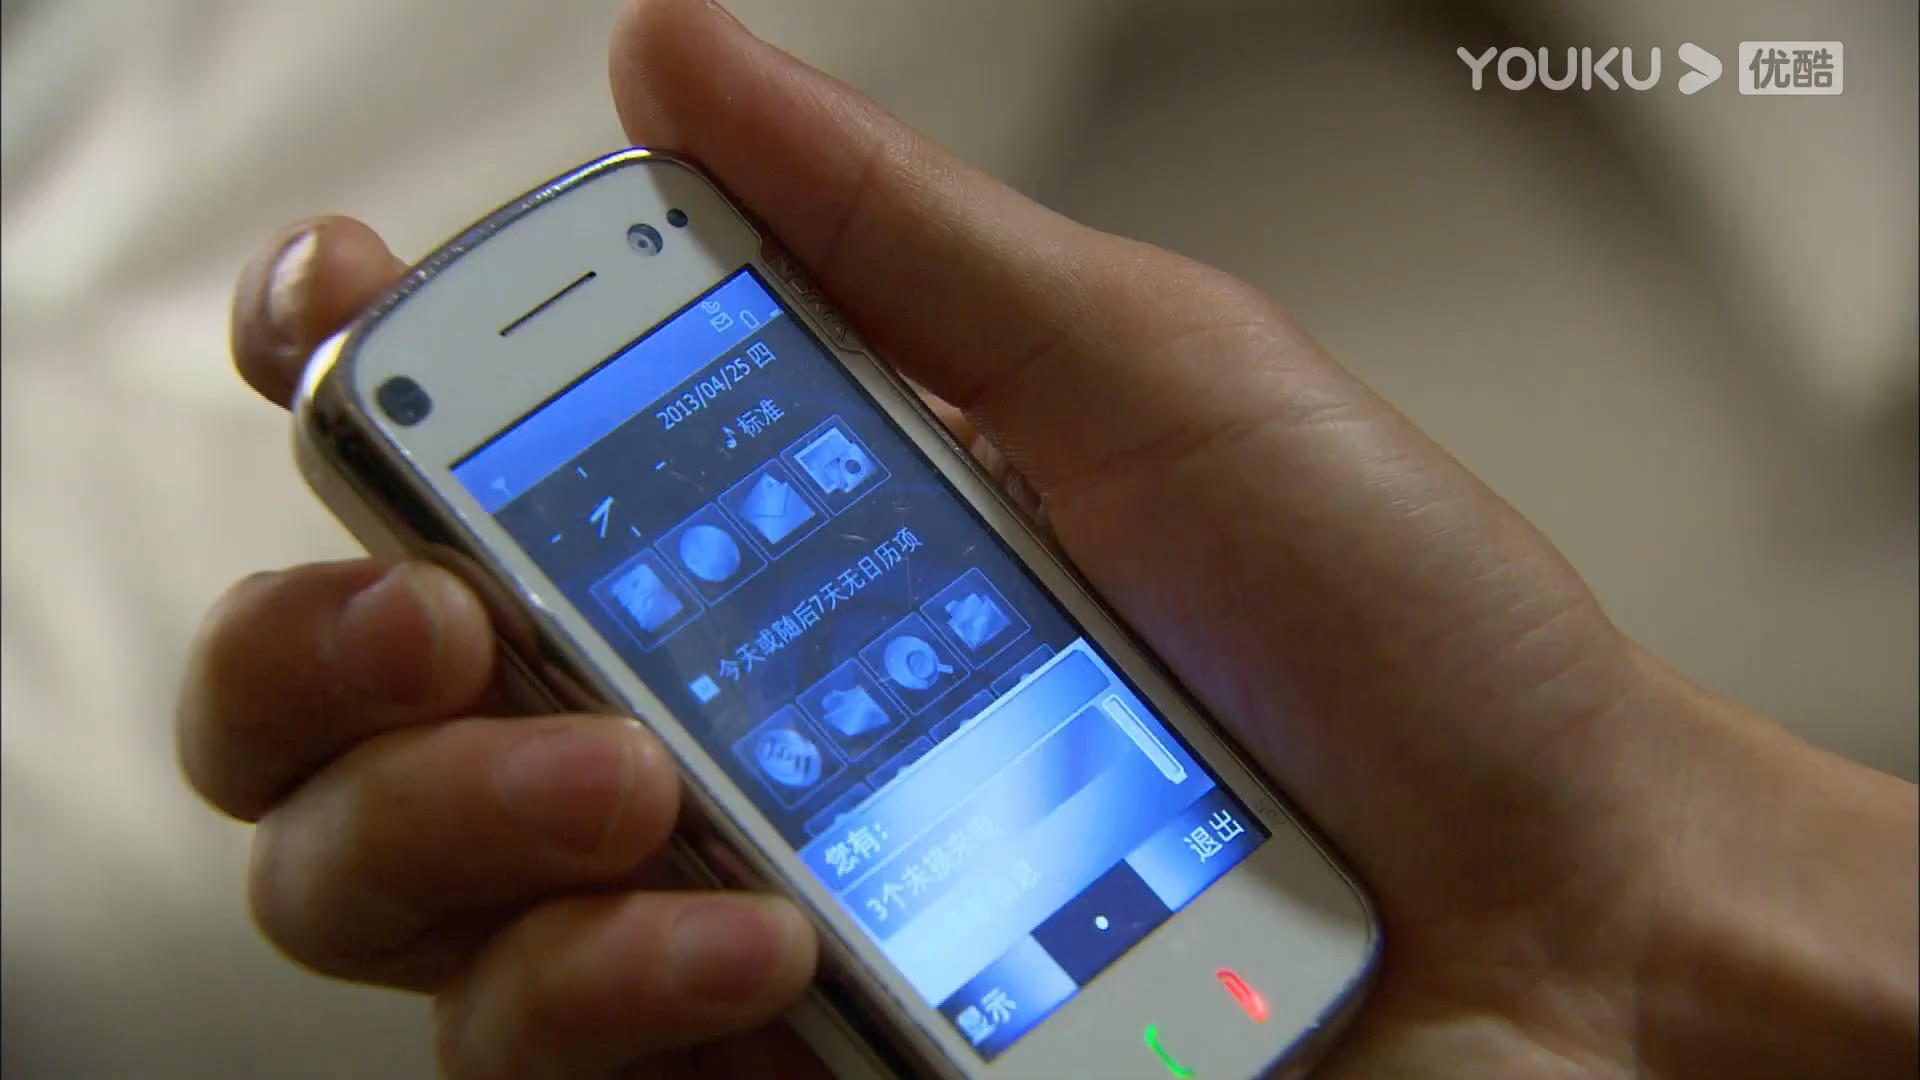 YOUKU 优酷
NOKIA
2013/04/25 四
标准
今天或随后7天无日历项
您有:
3个未接来电
退出
显示